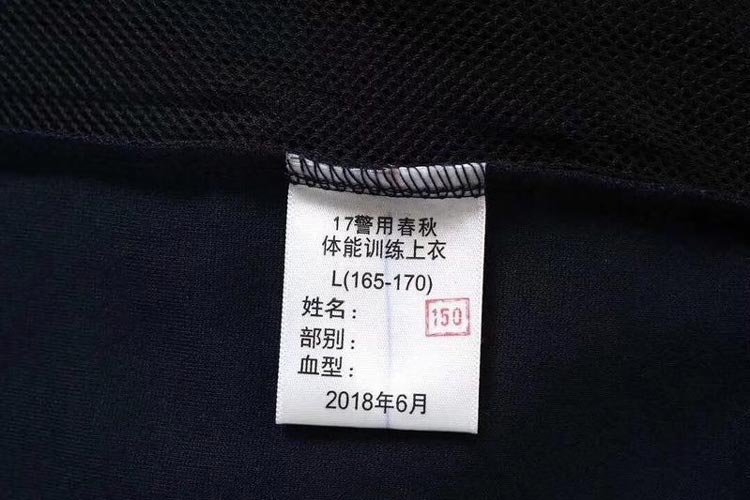 17警用春秋
体能训练上衣
L(165-170)
姓名：
150
部别：
血型：
2018年6月